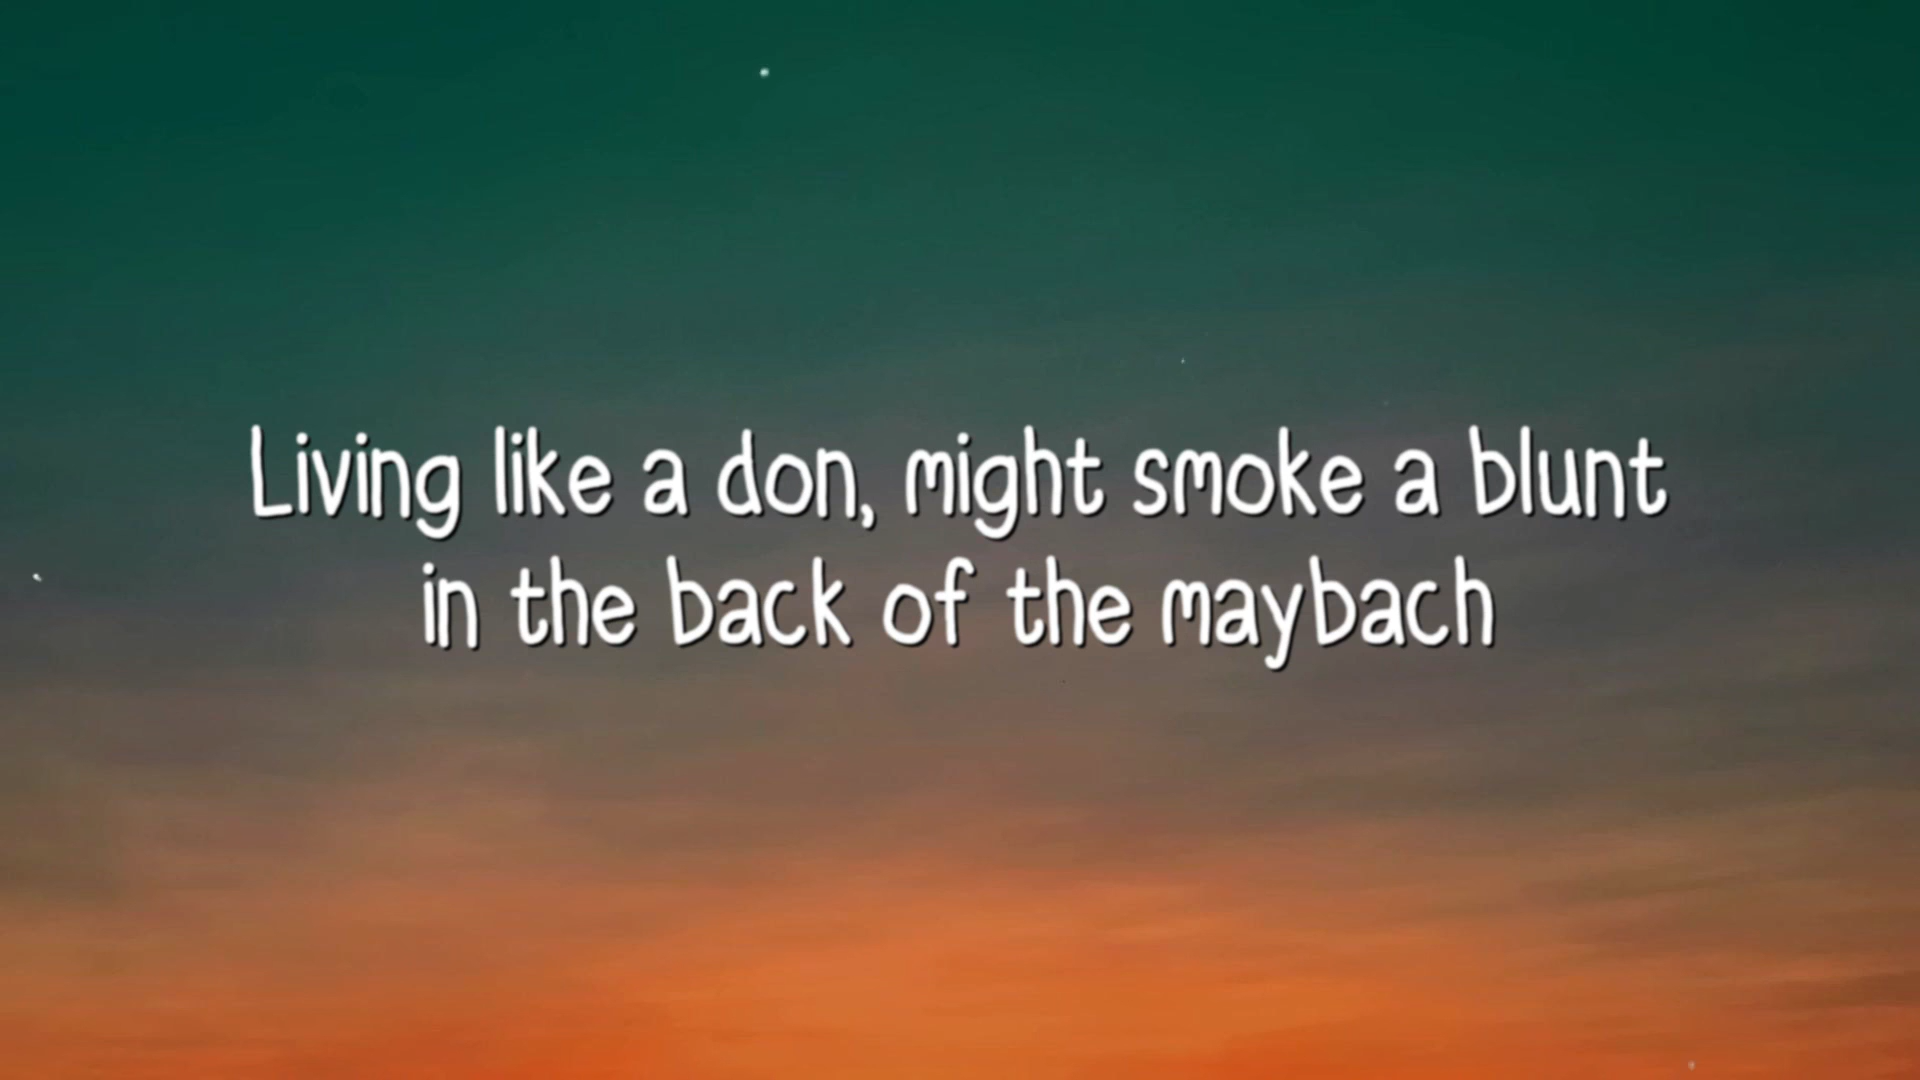 Living like a don, might smoke a blunt
in the back of the maybach